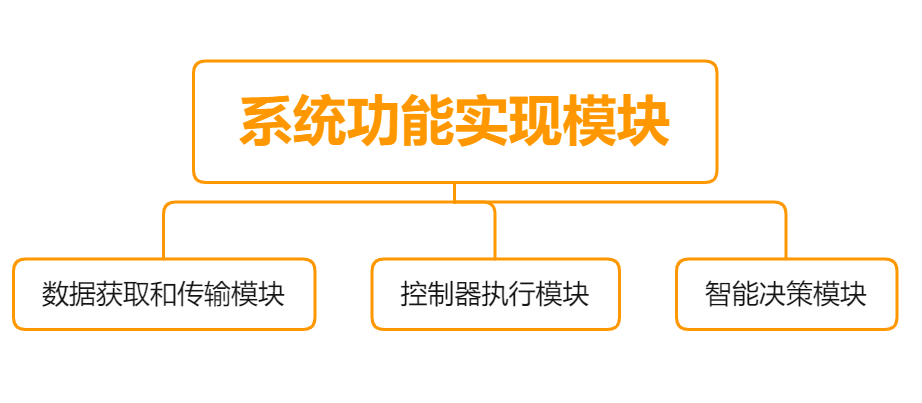 系统功能实现模块
数据获取和传输模块
控制器执行模块
智能决策模块